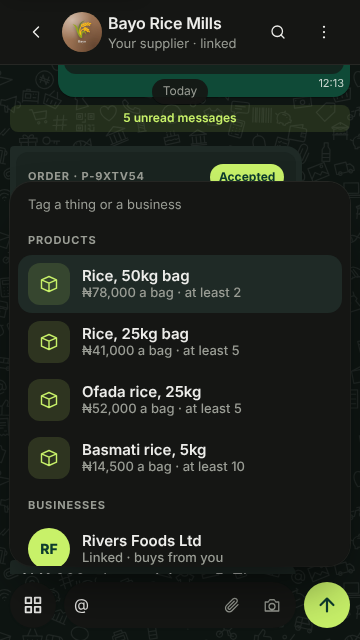 Bayo Rice Mills
Your supplier · linked
12:13
Today
5 unread messages
ORDER · P-9XTV54
Accepted
Tag a thing or a business
PRODUCTS
Rice, 50kg bag
₦78,000 a bag · at least 2
Rice, 25kg bag
₦41,000 a bag · at least 5
Ofada rice, 25kg
₦52,000 a bag · at least 5
Basmati rice, 5kg
₦14,500 a bag · at least 10
BUSINESSES
RF
Rivers Foods Ltd
Linked · buys from you
@